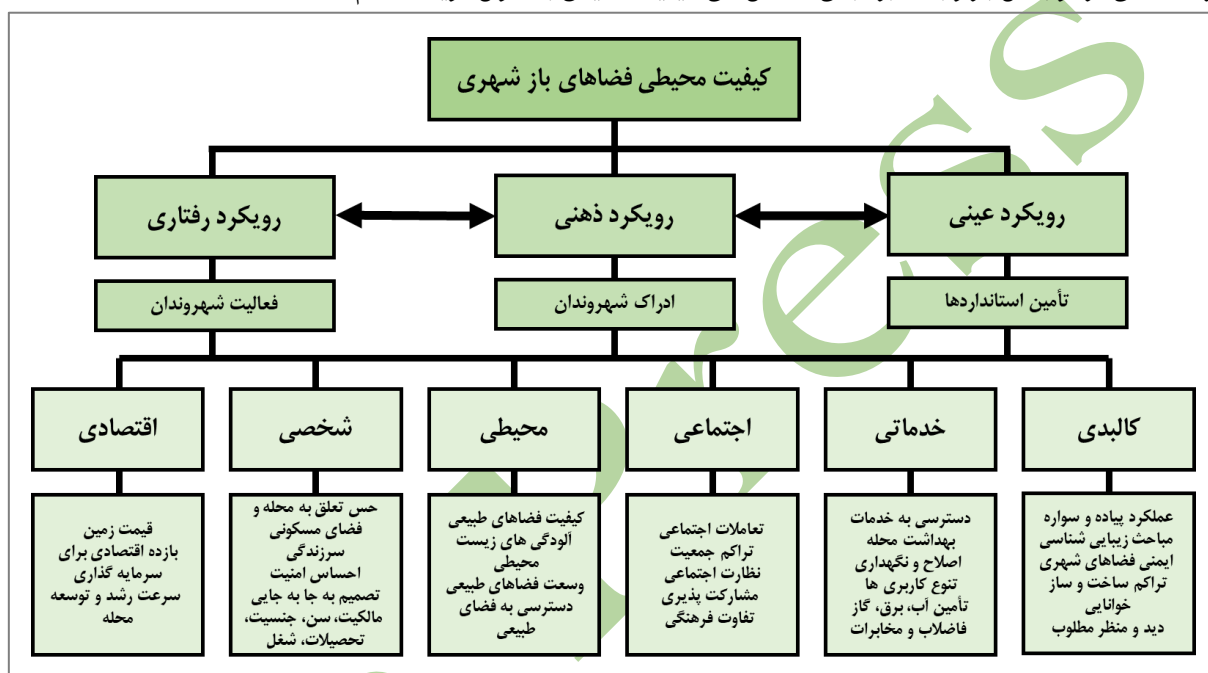 کیفیت محیطی فضاهای باز شهری
رویکرد عینی
رویکرد ذهنی
رویکرد رفتاری
تأمین استانداردها
ادراک شهروندان
فعالیت شهروندان
کالبدی
خدماتی
اجتماعی
محیطی
شخصی
اقتصادی
عملکرد پیاده و سواره
مباحث زیبایی شناسی
ایمنی فضاهای شهری
تراکم ساخت و ساز
خوانایی
دید و منظر مطلوب
دسترسی به خدمات
بهداشت محله
اصلاح و نگهداری
تنوع کاربری ها
تأمین آب، برق، گاز
فاضلاب و مخابرات
تعاملات اجتماعی
تراکم جمعیت
نظارت اجتماعی
مشارکت پذیری
تفاوت فرهنگی
کیفیت فضاهای طبیعی
آلودگی های زیست
محیطی
وسعت فضاهای طبیعی
دسترسی به فضای
طبیعی
حس تعلق به محله و
فضای مسکونی
سرزندگی
احساس امنیت
تصمیم به جا به جایی
مالکیت، سن، جنسیت،
تحصیلات، شغل
قیمت زمین
بازده اقتصادی برای
سرمایه گذاری
سرعت رشد و توسعه
محله
Press